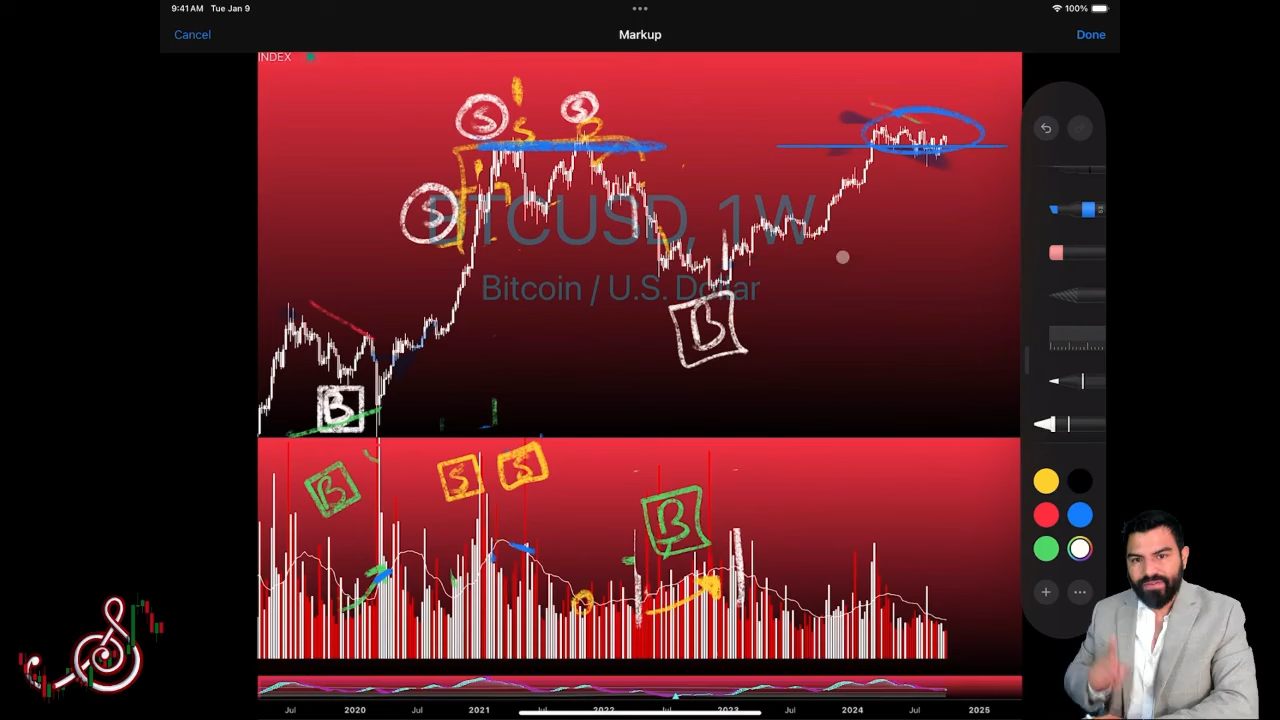 9:41 AM Tue Jan 9
100%
Cancel
Markup
Done
INDEX
S
S
S
S
BTCUSD, 1W
Bitcoin / U.S. Dollar
B
B
B
S
S
B
Jul
2020
Jul
2021
Jul
2022
Jul
2023
Jul
2024
Jul
2025